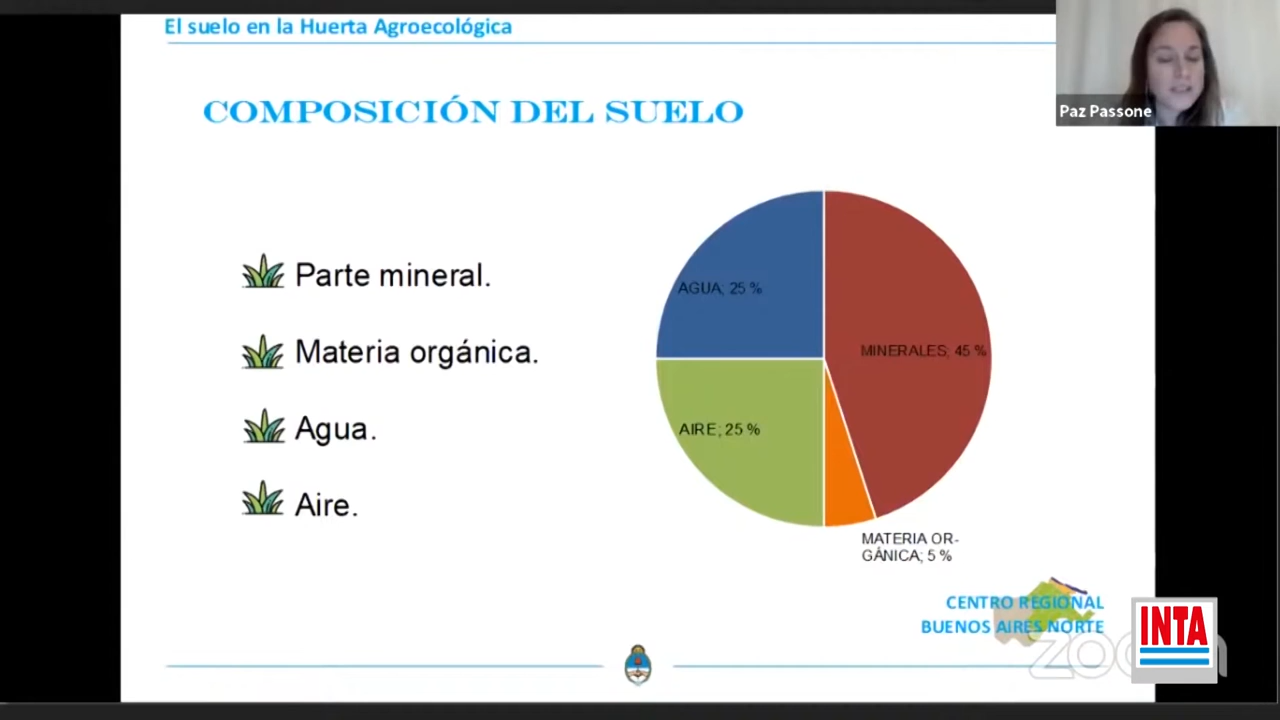 El suelo en la Huerta Agroecológica
Paz Passone
COMPOSICIÓN DEL SUELO
Parte mineral.
Materia orgánica.
Agua.
Aire.
AGUA; 25 %
MINERALES; 45 %
AIRE; 25 %
MATERIA OR-
GÁNICA; 5 %
CENTRO REGIONAL
BUENOS AIRES NORTE
zoom
INTA